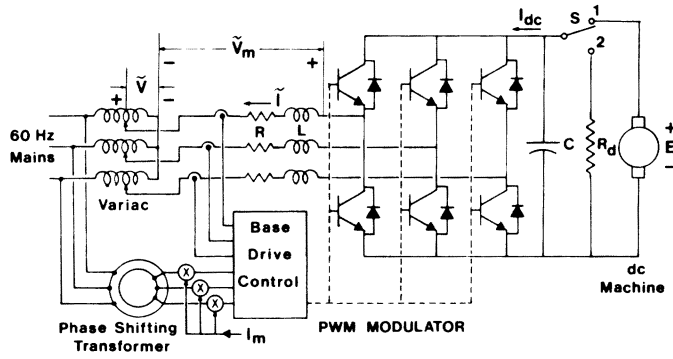 I_dc
S
1
2
Ṽ_m
−
+
Ṽ
+
−
Ĩ
R
L
60 Hz
Mains
Variac
C
R_d
+
E
−
dc
Machine
Base
Drive
Control
X
X
X
I_m
Phase Shifting
Transformer
PWM MODULATOR